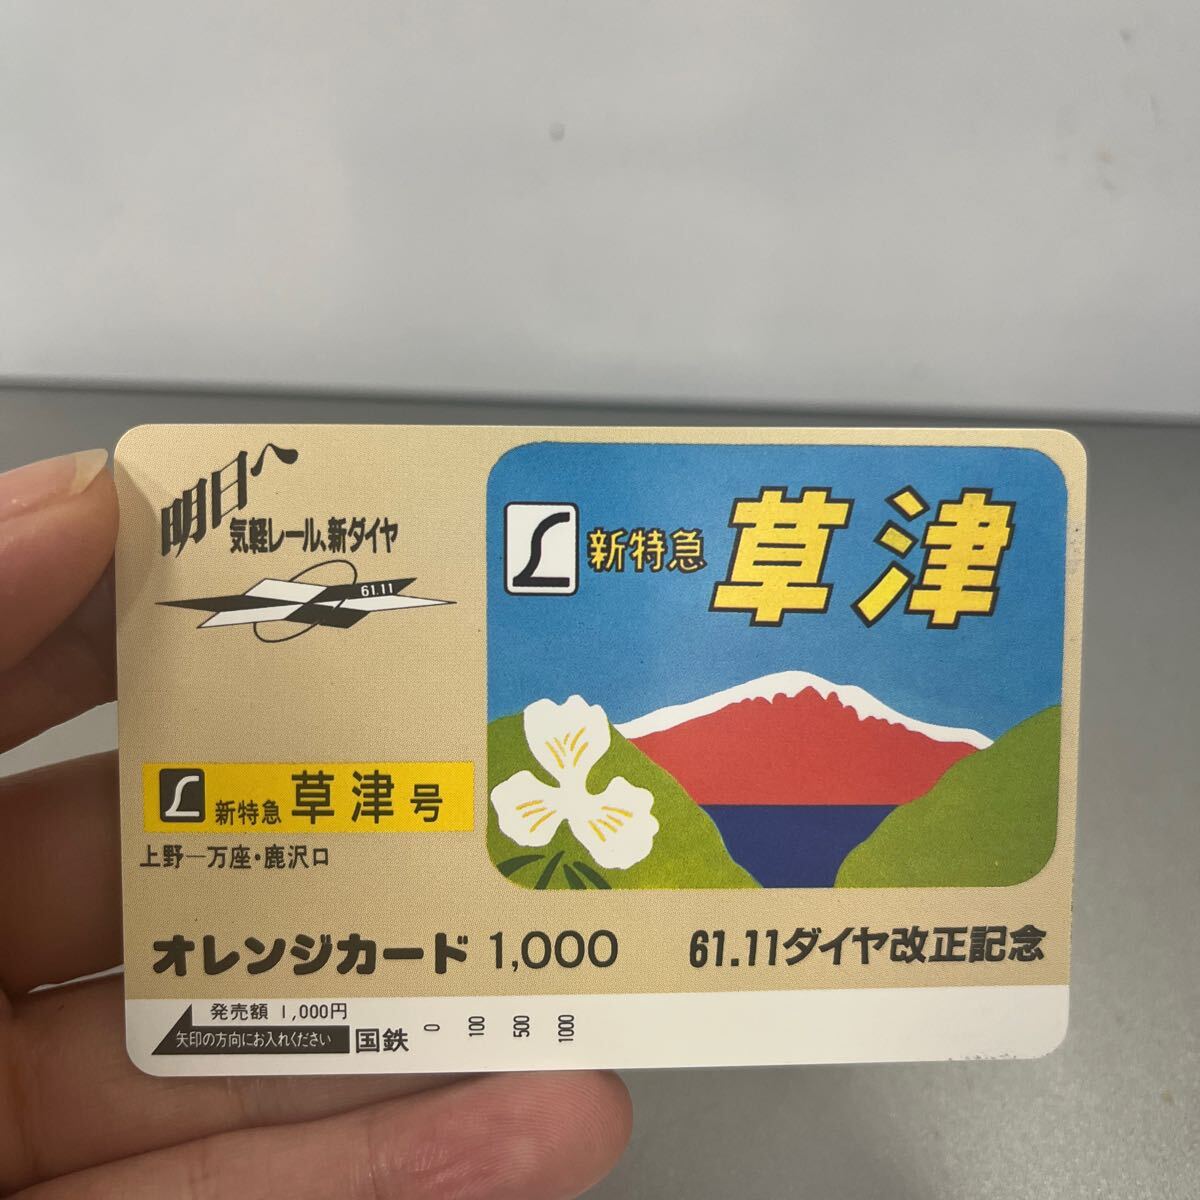 明日へ
気軽レール、新ダイヤ
61.11
L 新特急 草津
L 新特急 草津号
上野―万座・鹿沢口
オレンジカード 1,000
61.11ダイヤ改正記念
発売額 1,000円
矢印の方向にお入れください
国鉄 0 100 500 1000